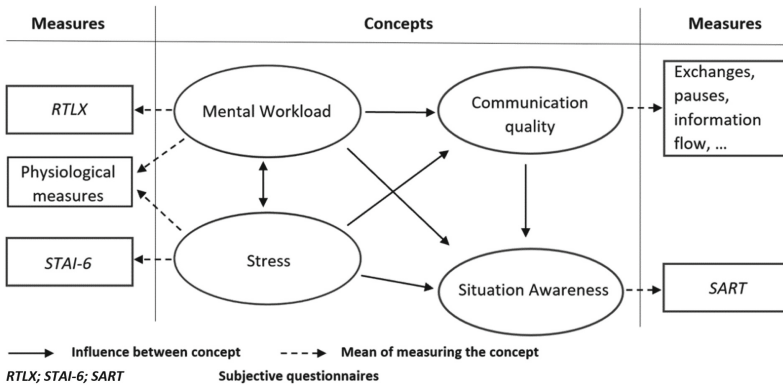 Measures
Concepts
Measures
RTLX
Mental Workload
Communication
quality
Exchanges,
pauses,
information
flow, ...
Physiological
measures
STAI-6
Stress
Situation Awareness
SART
Influence between concept
Mean of measuring the concept
RTLX; STAI-6; SART
Subjective questionnaires